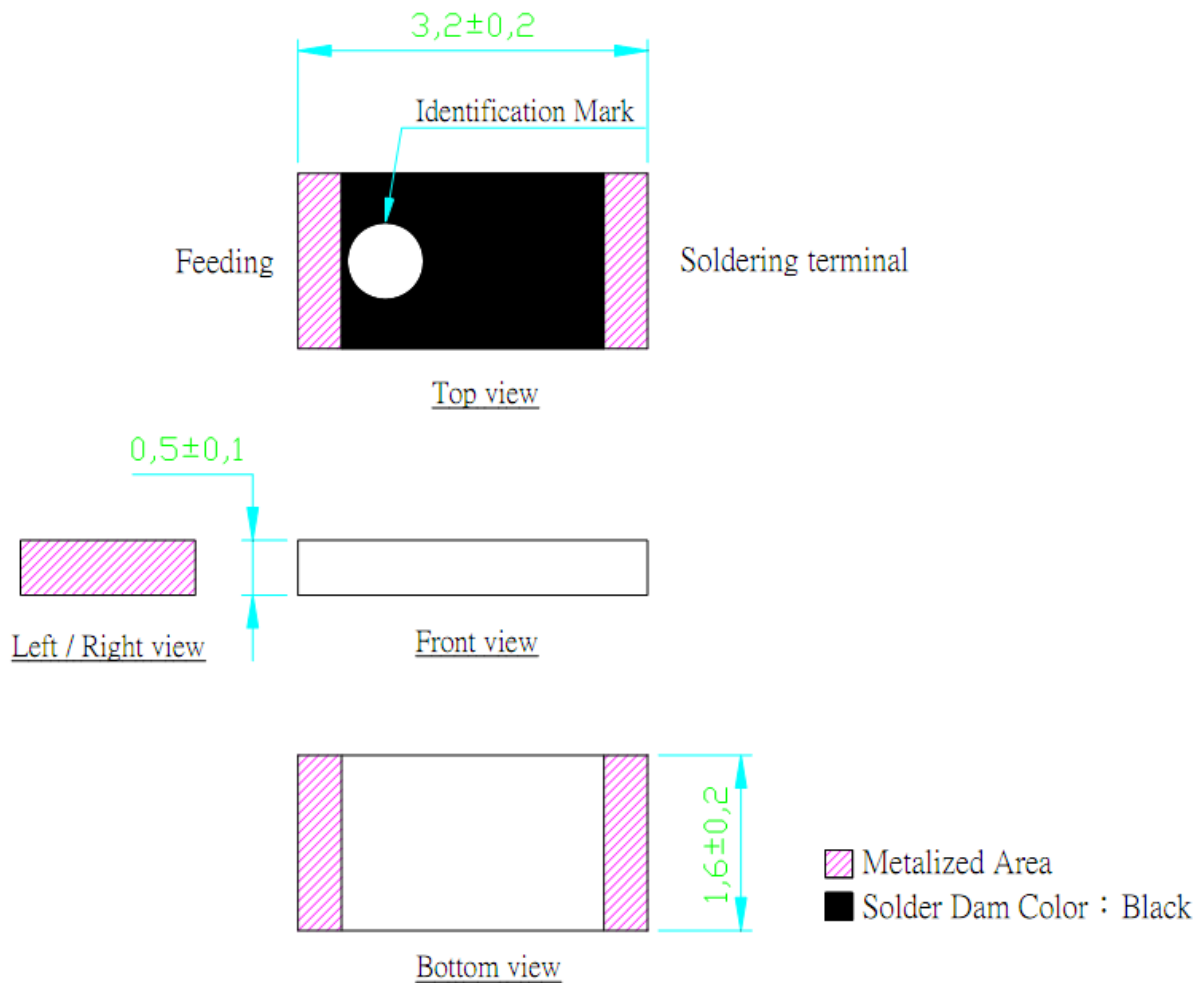 3,2±0,2
Identification Mark
Feeding
Soldering terminal
Top view
0,5±0,1
Left / Right view
Front view
1,6±0,2
Metalized Area
Solder Dam Color：Black
Bottom view